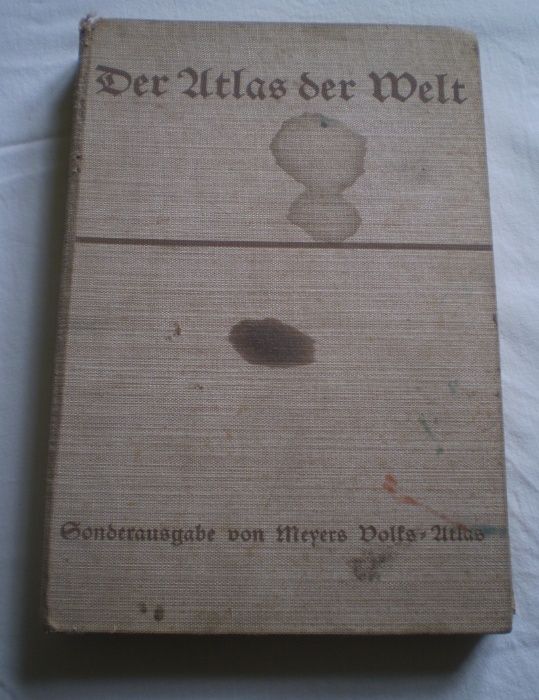 Der Atlas der Welt
Sonderausgabe von Meyers Volks-Atlas